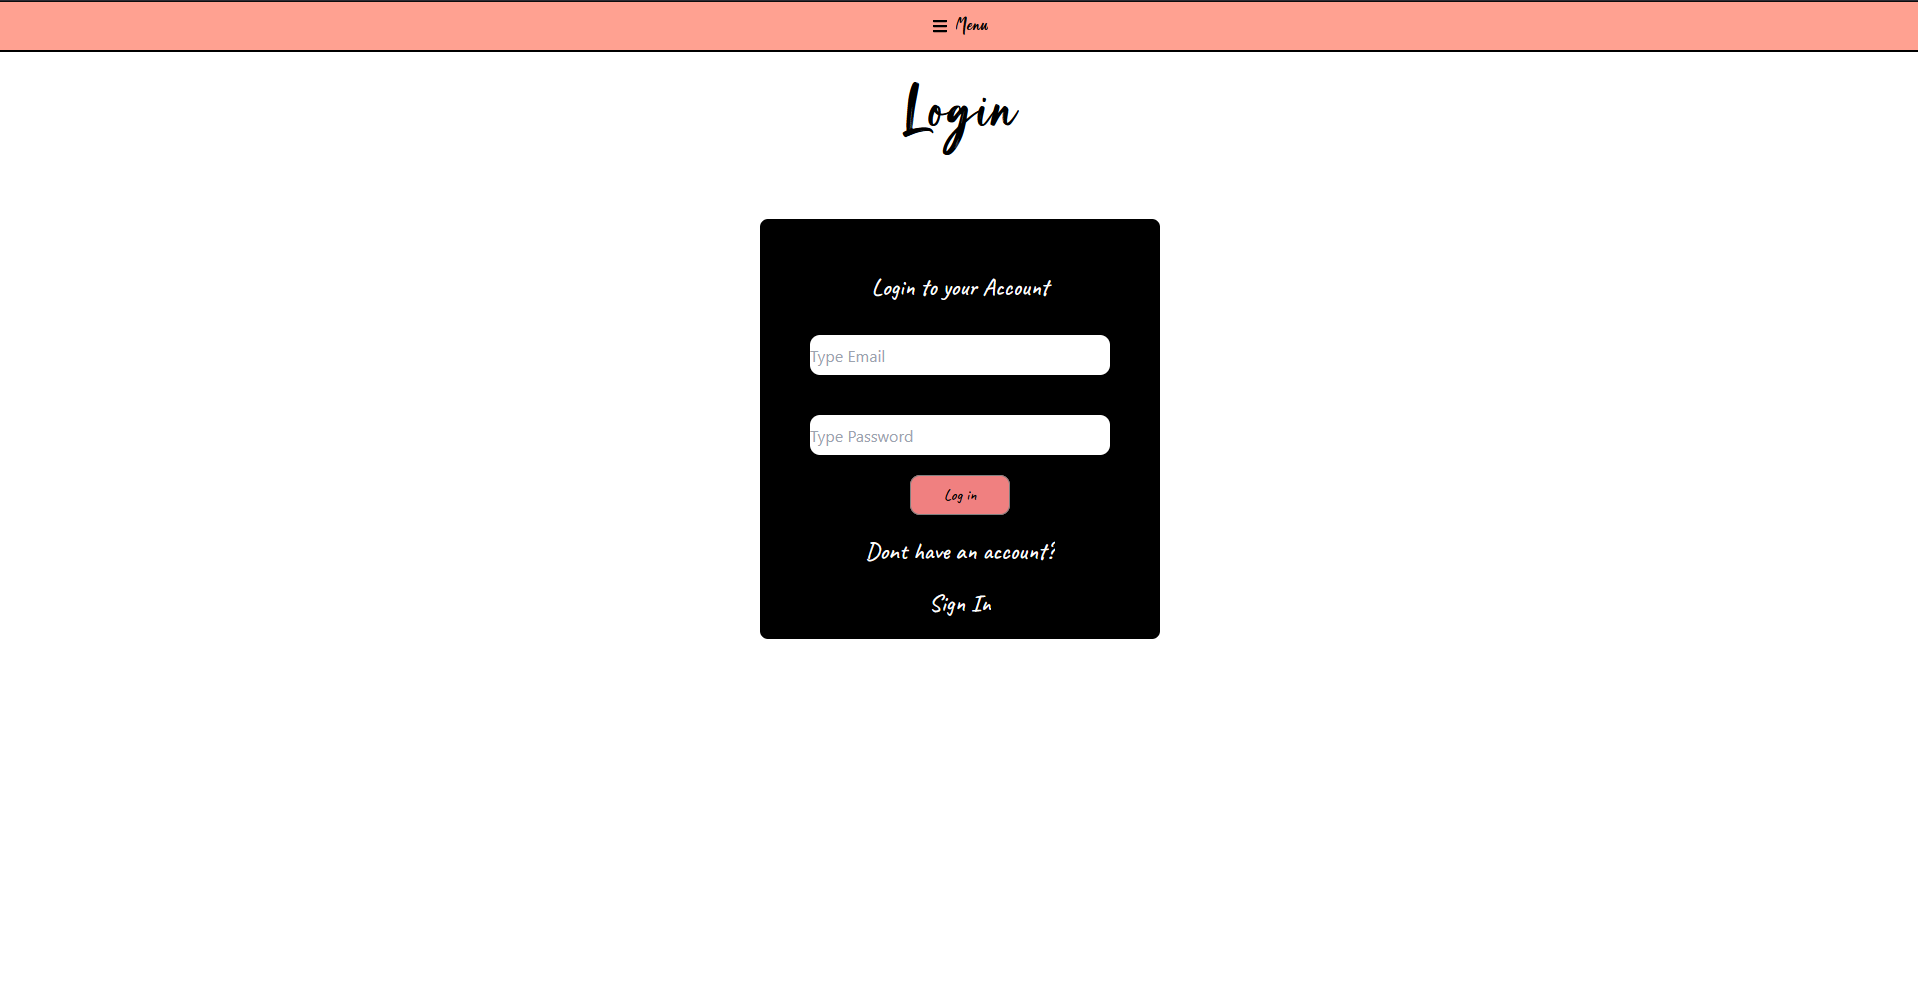 Menu
Login
Login to your Account
Type Email
Type Password
Log in
Dont have an account?
Sign In